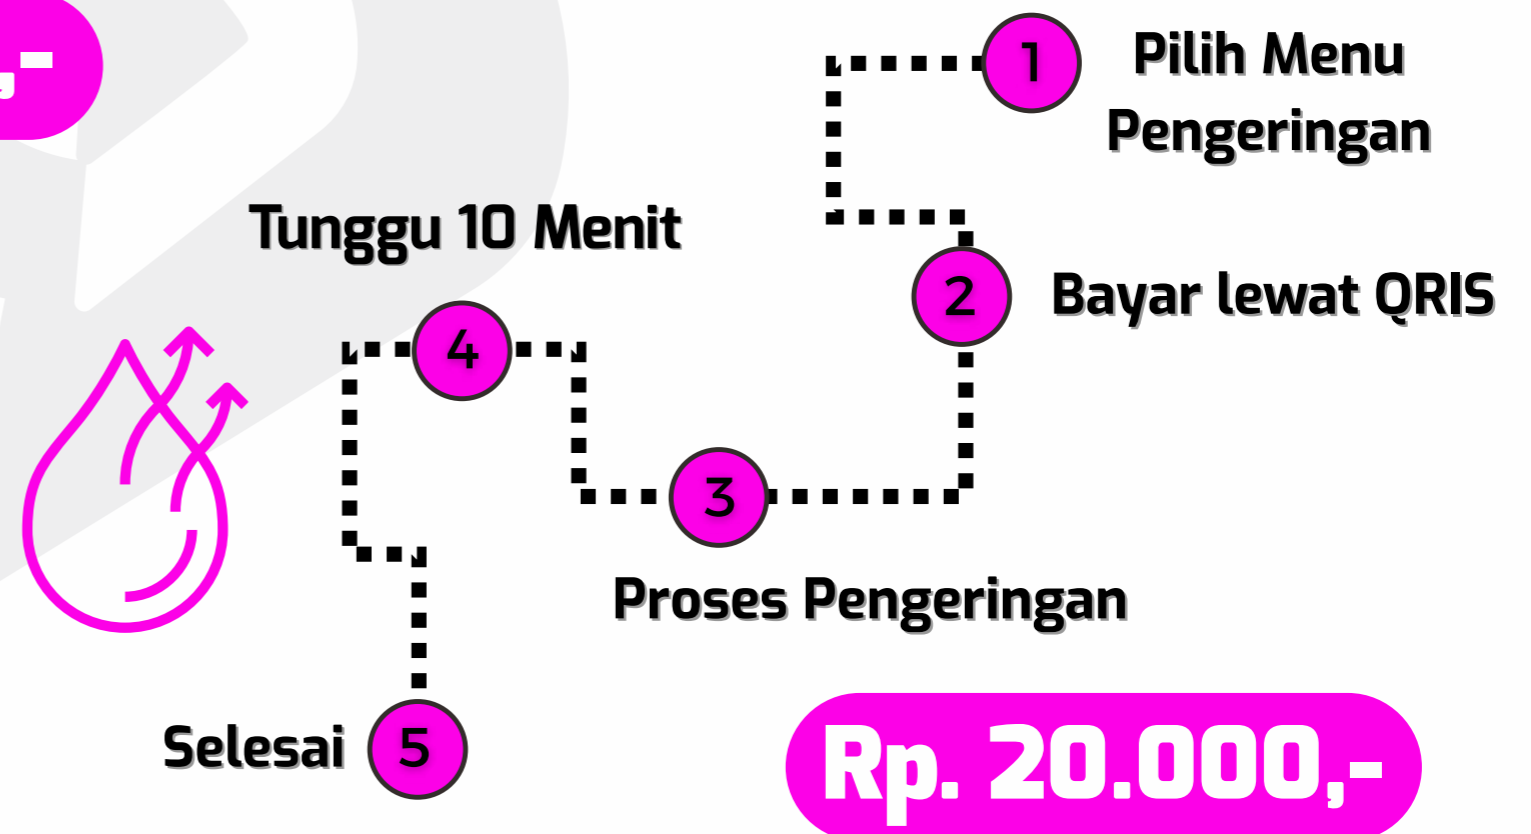 ,-
1
Pilih Menu
Pengeringan
2
Bayar lewat QRIS
Tunggu 10 Menit
4
3
Proses Pengeringan
Selesai
5
Rp. 20.000,-